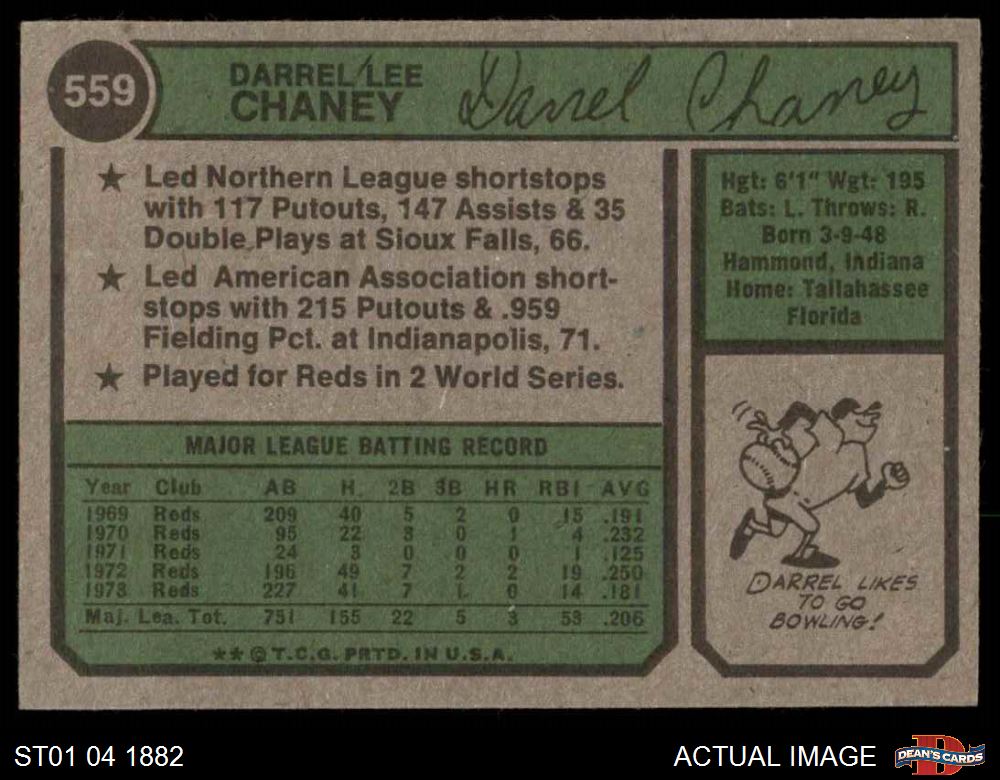 559
DARREL LEE
CHANEY
Darrel Chaney
★ Led Northern League shortstops
with 117 Putouts, 147 Assists & 35
Double Plays at Sioux Falls, 66.
★ Led American Association short-
stops with 215 Putouts & .959
Fielding Pct. at Indianapolis, 71.
★ Played for Reds in 2 World Series.
Hgt: 6'1" Wgt: 195
Bats: L. Throws: R.
Born 3-9-48
Hammond, Indiana
Home: Tallahassee
Florida
MAJOR LEAGUE BATTING RECORD
Year Club AB H. 2B 3B HR RBI AVG
1969 Reds 209 40 5 2 0 15 .191
1970 Reds 95 22 3 0 1 4 .232
1971 Reds 24 3 0 0 0 1 .125
1972 Reds 196 49 7 2 2 19 .250
1973 Reds 227 41 7 1 0 14 .181
Maj. Lea. Tot. 751 155 22 5 3 53 .206
** © T.C.G. PRTD. IN U.S.A.
DARREL LIKES
TO GO
BOWLING!
ST01 04 1882
ACTUAL IMAGE
D
DEAN'S CARDS